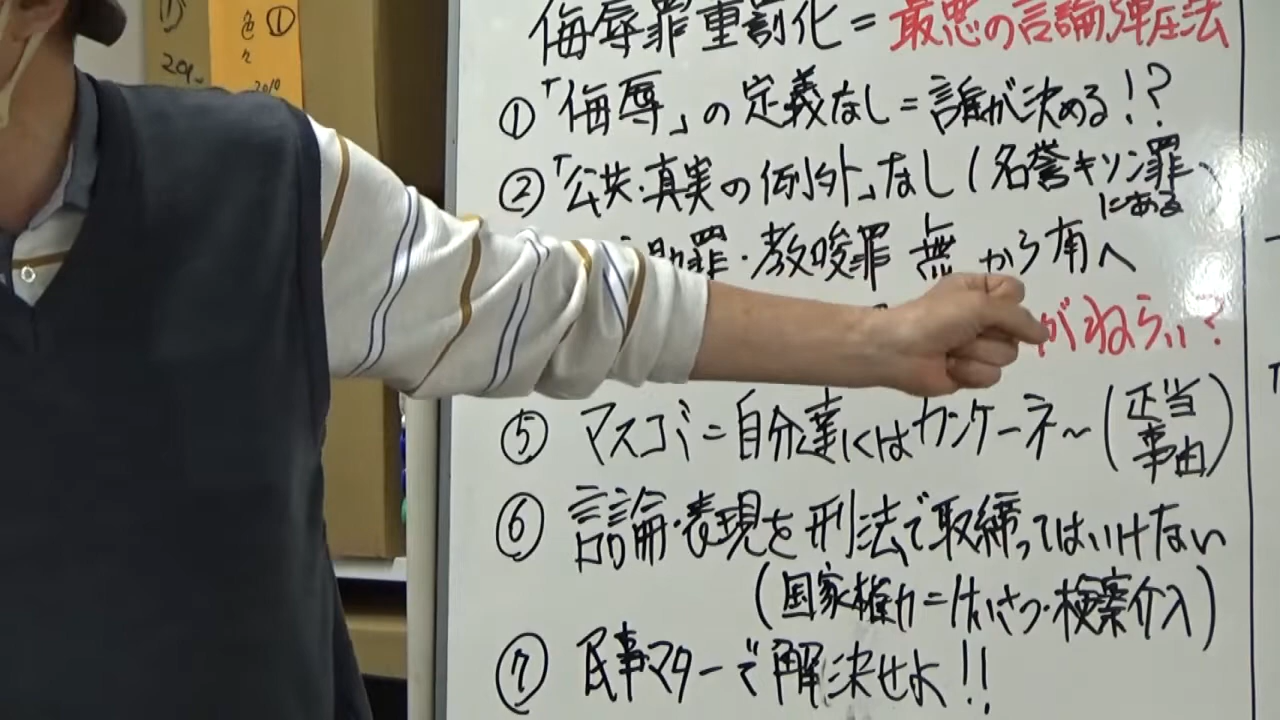 ①
色々
2010
侮辱罪重罰化=最悪の言論弾圧法
①「侮辱」の定義なし=誰が決める!?
②「公共・真実の例外」なし(名誉キソン罪にある
助罪・教唆罪 無から有へ
がねらい?
⑤ マスゴミ=自分達にはカンケーネ～(正当事由)
⑥ 言論・表現を刑法で取締ってはいけない
(国家権力=けいさつ・検察介入)
⑦ 民事マターで解決せよ!!